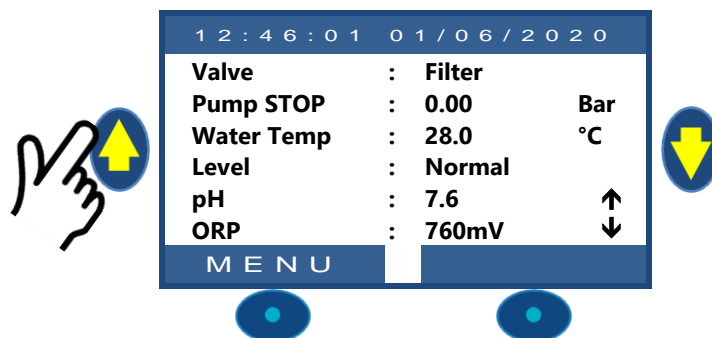 12:46:01 01/06/2020
Valve : Filter
Pump STOP : 0.00 Bar
Water Temp : 28.0 °C
Level : Normal
pH : 7.6 ↑
ORP : 760mV ↓
MENU